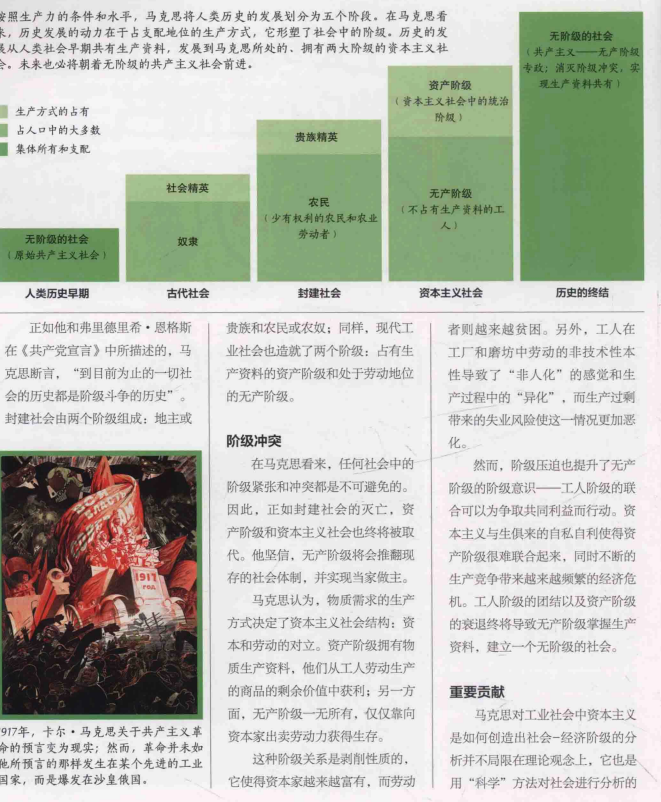 按照生产力的条件和水平，马克思将人类历史的发展划分为五个阶段。在马克思看
来，历史发展的动力在于占支配地位的生产方式，它形塑了社会中的阶级。历史的发
展从人类社会早期共有生产资料，发展到马克思所处的、拥有两大阶级的资本主义社
会。未来也必将朝着无阶级的共产主义社会前进。
生产方式的占有
占人口中的大多数
集体所有和支配
无阶级的社会
（原始共产主义社会）
人类历史早期
社会精英
奴隶
古代社会
贵族精英
农民
（少有权利的农民和农业
劳动者）
封建社会
资产阶级
（资本主义社会中的统治
阶级）
无产阶级
（不占有生产资料的工
人）
资本主义社会
无阶级的社会
（共产主义——无产阶级
专政；消灭阶级冲突，实
现生产资料共有）
历史的终结
正如他和弗里德里希·恩格斯
在《共产党宣言》中所描述的，马
克思断言，“到目前为止的一切社
会的历史都是阶级斗争的历史”。
封建社会由两个阶级组成：地主或
1917
ГОД
1917年，卡尔·马克思关于共产主义革
命的预言变为现实；然而，革命并未如
他所预言的那样发生在某个先进的工业
国家，而是爆发在沙皇俄国。
贵族和农民或农奴；同样，现代工
业社会也造就了两个阶级：占有生
产资料的资产阶级和处于劳动地位
的无产阶级。
阶级冲突
在马克思看来，任何社会中的
阶级紧张和冲突都是不可避免的。
因此，正如封建社会的灭亡，资
产阶级和资本主义社会也终将被取
代。他坚信，无产阶级将会推翻现
存的社会体制，并实现当家做主。
马克思认为，物质需求的生产
方式决定了资本主义社会结构：资
本和劳动的对立。资产阶级拥有物
质生产资料，他们从工人劳动生产
的商品的剩余价值中获利；另一方
面，无产阶级一无所有，仅仅靠向
资本家出卖劳动力获得生存。
这种阶级关系是剥削性质的，
它使得资本家越来越富有，而劳动
者则越来越贫困。另外，工人在
工厂和磨坊中劳动的非技术性本
性导致了“非人化”的感觉和生
产过程中的“异化”，而生产过剩
带来的失业风险使这一情况更加恶
化。
然而，阶级压迫也提升了无产
阶级的阶级意识——工人阶级的联
合可以为争取共同利益而行动。资
本主义与生俱来的自私自利使得资
产阶级很难联合起来，同时不断的
生产竞争带来越来越频繁的经济危
机。工人阶级的团结以及资产阶级
的衰退终将导致无产阶级掌握生产
资料，建立一个无阶级的社会。
重要贡献
马克思对工业社会中资本主义
是如何创造出社会-经济阶级的分
析并不局限在理论观念上，它也是
用“科学”方法对社会进行分析的